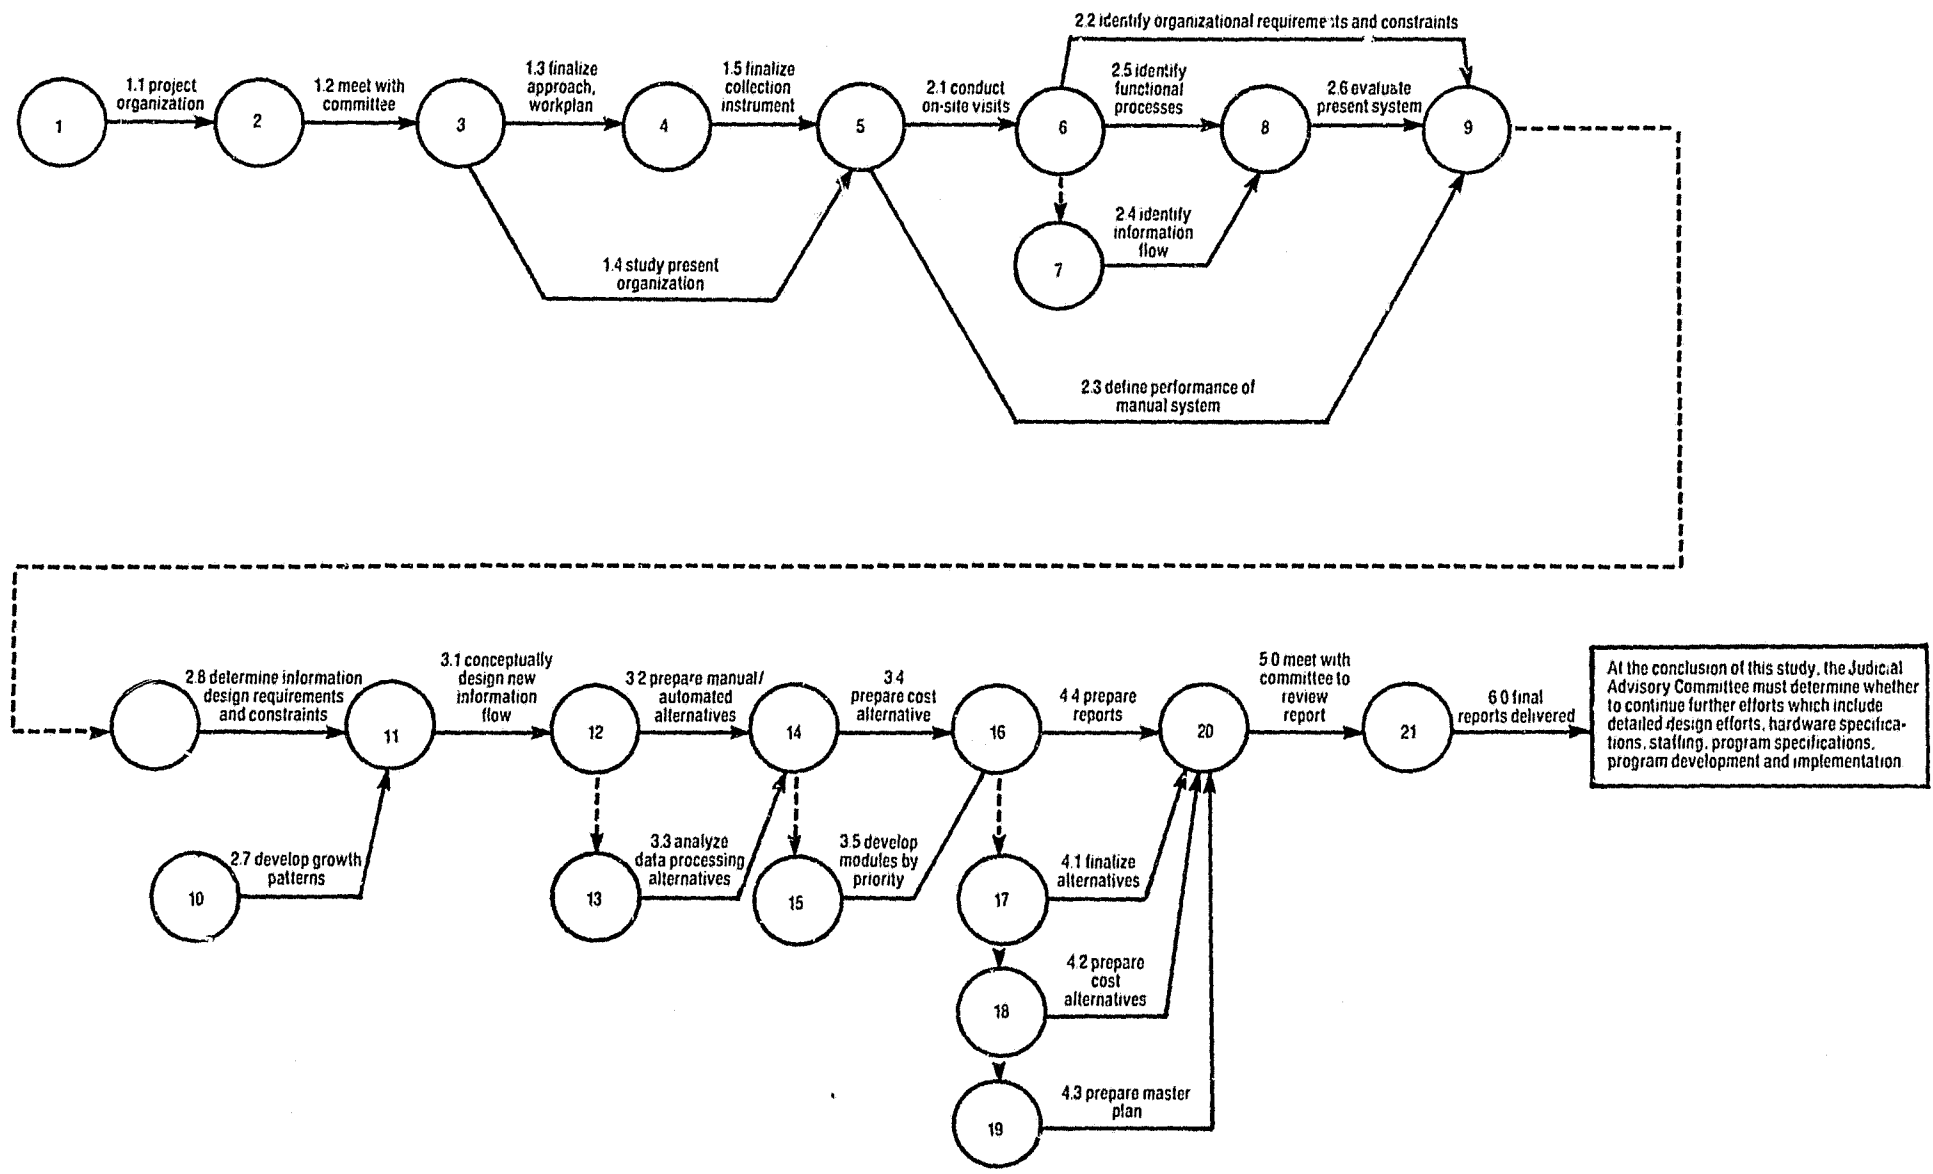 2.2 identify organizational requirements and constraints
1.1 project
organization
1.2 meet with
committee
1.3 finalize
approach,
workplan
1.5 finalize
collection
instrument
2.1 conduct
on-site visits
2.5 identify
functional
processes
2.6 evaluate
present system
1
2
3
4
5
6
8
9
2.4 identify
information
flow
7
1.4 study present
organization
2.3 define performance of
manual system
2.8 determine information
design requirements
and constraints
3.1 conceptually
design new
information
flow
3 2 prepare manual/
automated
alternatives
3 4
prepare cost
alternative
4 4 prepare
reports
5 0 meet with
committee to
review
report
6 0 final
reports delivered
At the conclusion of this study, the Judicial
Advisory Committee must determine whether
to continue further efforts which include
detailed design efforts, hardware specifica-
tions, staffing, program specifications,
program development and implementation
11
12
14
16
20
21
2.7 develop growth
patterns
10
3.3 analyze
data processing
alternatives
13
3.5 develop
modules by
priority
15
4.1 finalize
alternatives
17
4.2 prepare
cost
alternatives
18
4.3 prepare master
plan
19